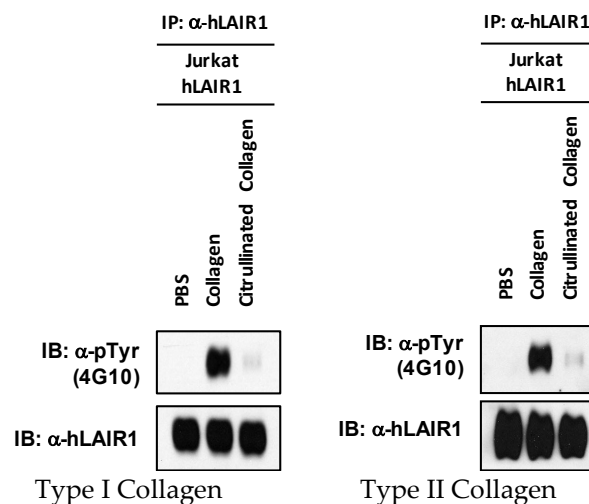 IP: α-hLAIR1
Jurkat
hLAIR1
PBS
Collagen
Citrullinated Collagen
IB: α-pTyr
(4G10)
IB: α-hLAIR1
Type I Collagen
IP: α-hLAIR1
Jurkat
hLAIR1
PBS
Collagen
Citrullinated Collagen
IB: α-pTyr
(4G10)
IB: α-hLAIR1
Type II Collagen